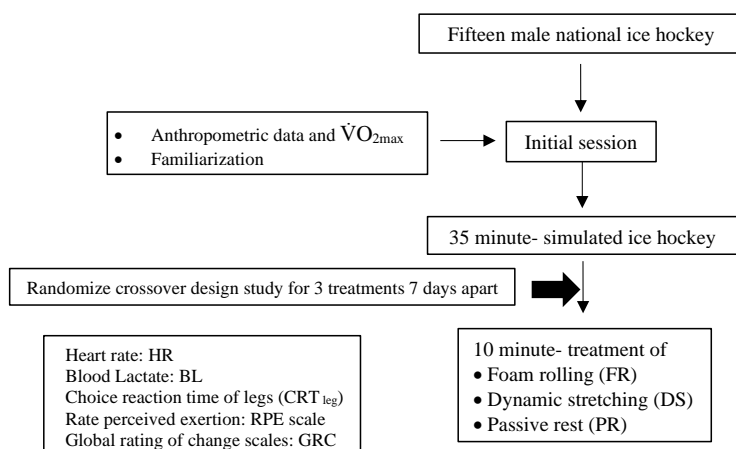 Fifteen male national ice hockey
• Anthropometric data and V̇O2max
• Familiarization
Initial session
35 minute- simulated ice hockey
Randomize crossover design study for 3 treatments 7 days apart
Heart rate: HR
Blood Lactate: BL
Choice reaction time of legs (CRT leg)
Rate perceived exertion: RPE scale
Global rating of change scales: GRC
10 minute- treatment of
• Foam rolling (FR)
• Dynamic stretching (DS)
• Passive rest (PR)